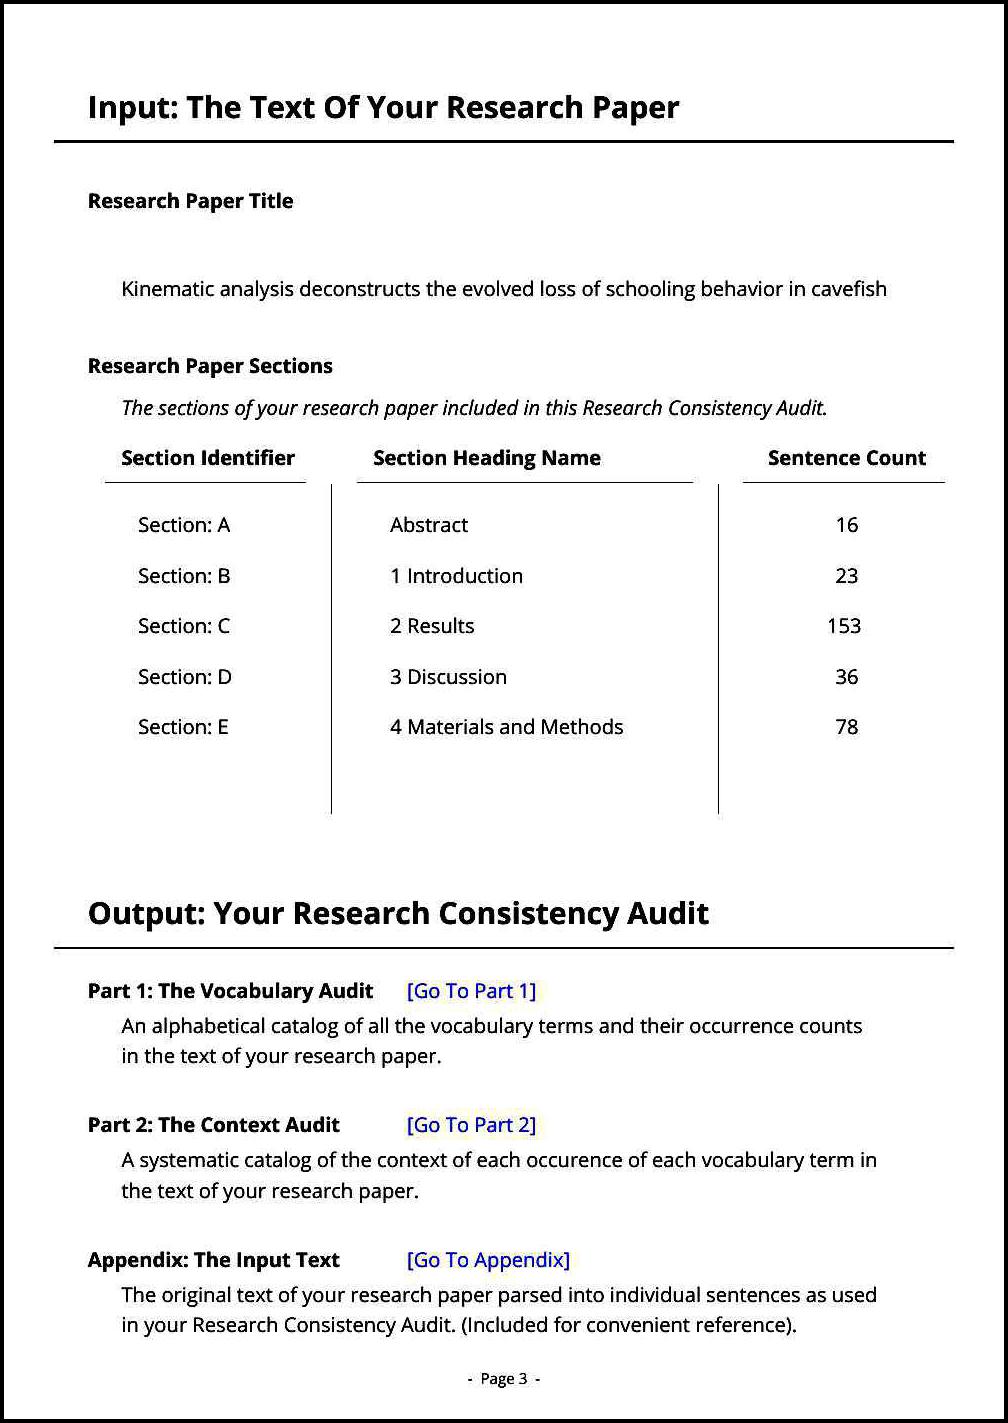 Input: The Text Of Your Research Paper
Research Paper Title
Kinematic analysis deconstructs the evolved loss of schooling behavior in cavefish
Research Paper Sections
The sections of your research paper included in this Research Consistency Audit.
Section Identifier Section Heading Name Sentence Count
Section: A Abstract 16
Section: B 1 Introduction 23
Section: C 2 Results 153
Section: D 3 Discussion 36
Section: E 4 Materials and Methods 78
Output: Your Research Consistency Audit
Part 1: The Vocabulary Audit [Go To Part 1]
An alphabetical catalog of all the vocabulary terms and their occurrence counts
in the text of your research paper.
Part 2: The Context Audit [Go To Part 2]
A systematic catalog of the context of each occurence of each vocabulary term in
the text of your research paper.
Appendix: The Input Text [Go To Appendix]
The original text of your research paper parsed into individual sentences as used
in your Research Consistency Audit. (Included for convenient reference).
- Page 3 -